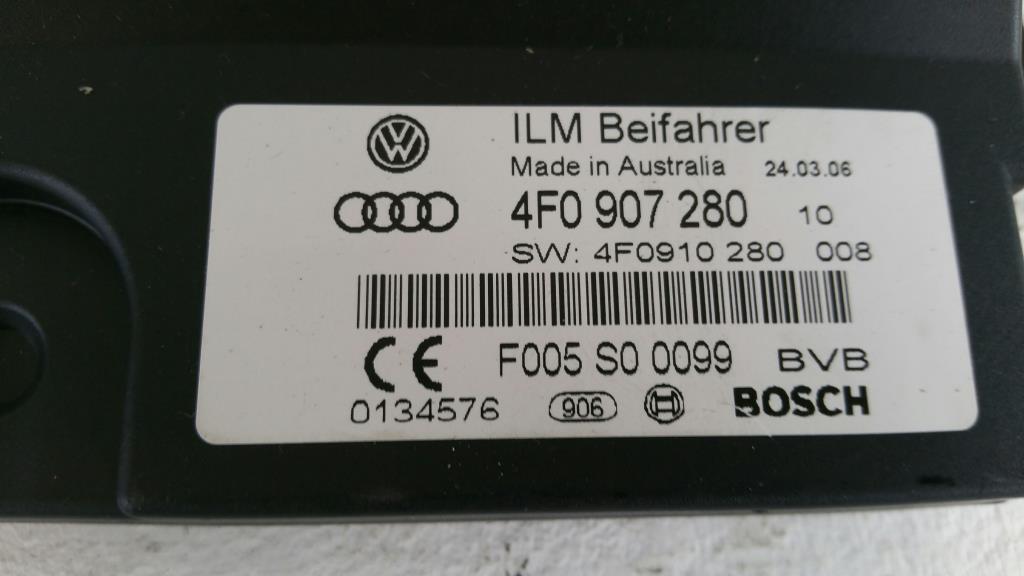 ILM Beifahrer
Made in Australia 24.03.06
4F0 907 280 10
SW: 4F0910 280 008
CE F005 S0 0099 BVB
0134576 906 BOSCH